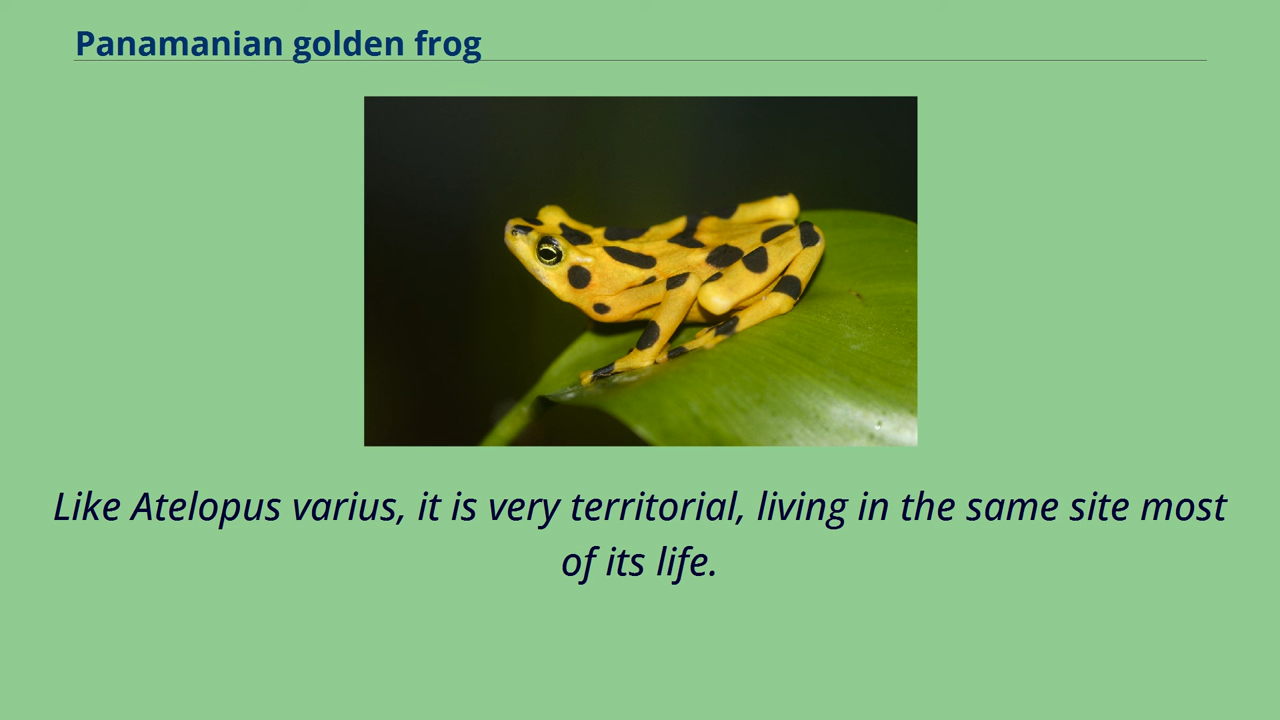 Panamanian golden frog
Like Atelopus varius, it is very territorial, living in the same site most
of its life.